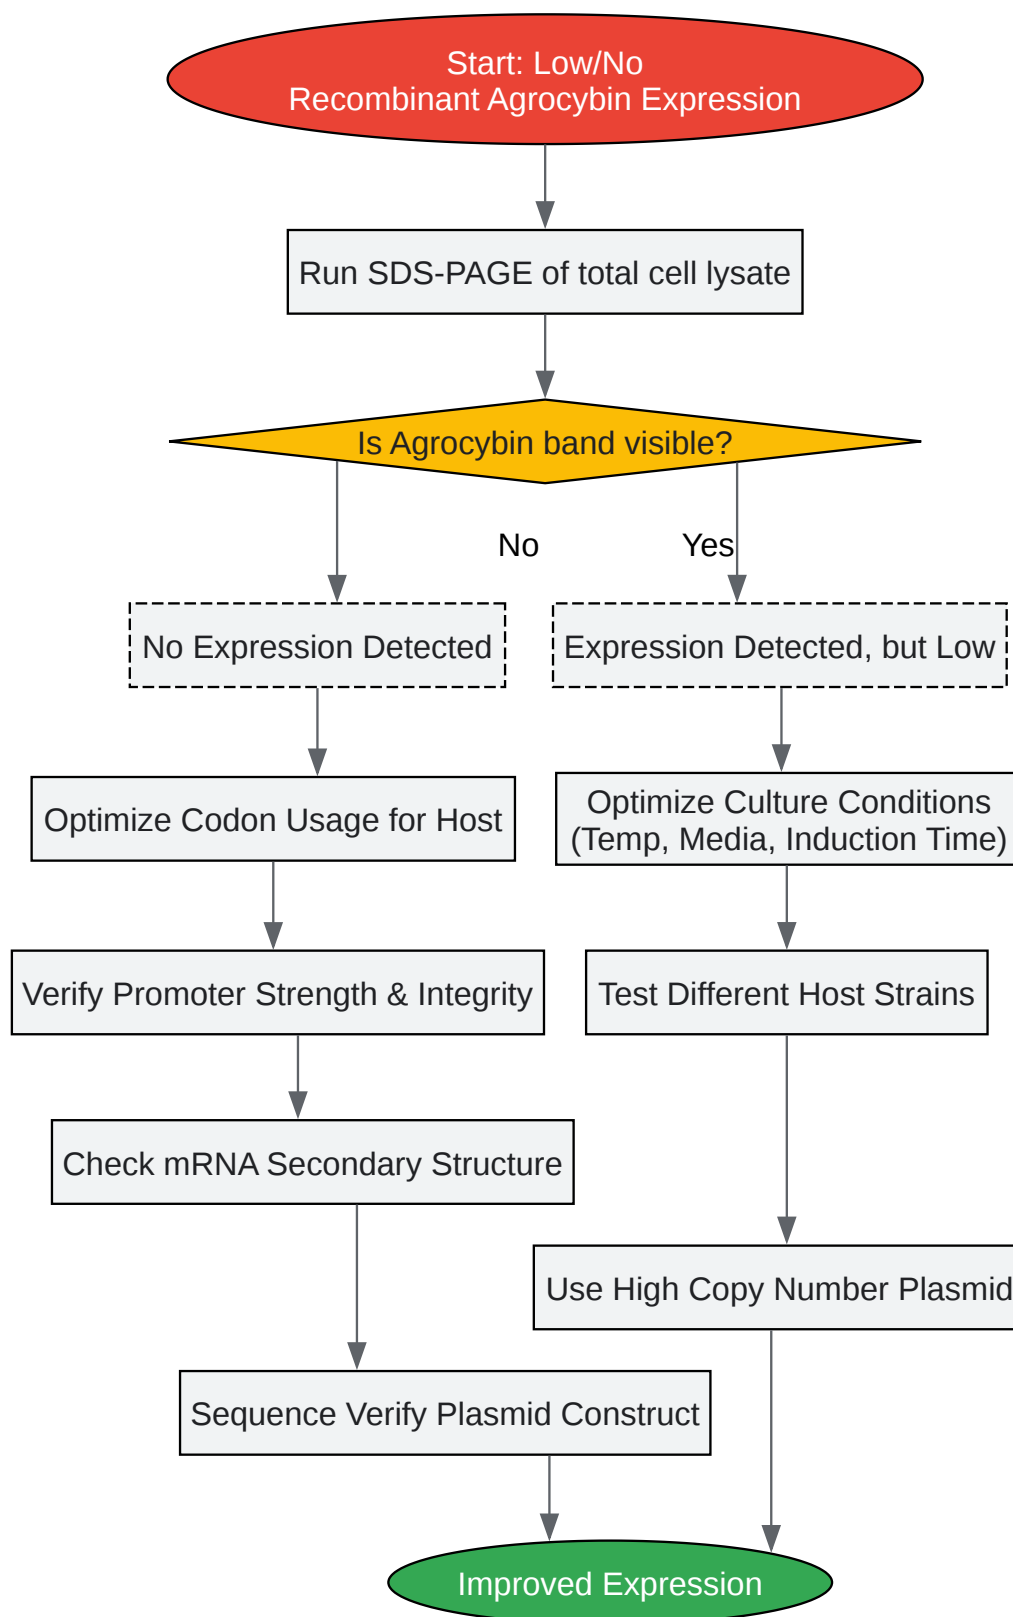 Start: Low/No
Recombinant Agrocybin Expression
Run SDS-PAGE of total cell lysate
Is Agrocybin band visible?
No
Yes
No Expression Detected
Expression Detected, but Low
Optimize Codon Usage for Host
Optimize Culture Conditions
(Temp, Media, Induction Time)
Verify Promoter Strength & Integrity
Test Different Host Strains
Check mRNA Secondary Structure
Use High Copy Number Plasmid
Sequence Verify Plasmid Construct
Improved Expression